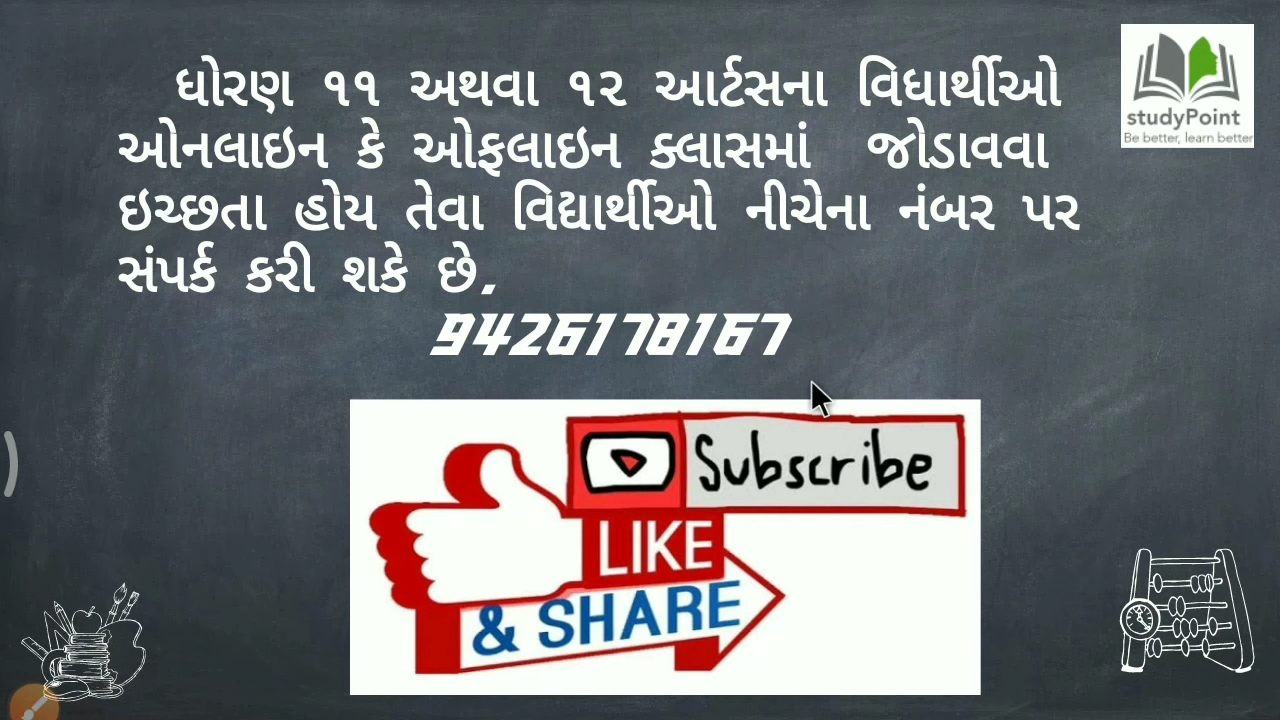 ધોરણ ૧૧ અથવા ૧૨ આર્ટસના વિધાર્થીઓ
ઓનલાઇન કે ઓફલાઇન ક્લાસમાં જોડાવવા
ઇચ્છતા હોય તેવા વિદ્યાર્થીઓ નીચેના નંબર પર
સંપર્ક કરી શકે છે.
9426178167
studyPoint
Be better, learn better
Subscribe
LIKE
& SHARE